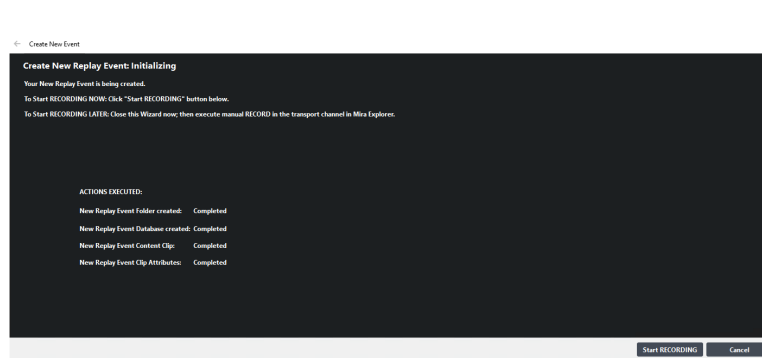 Create New Event
Create New Replay Event: Initializing
Your New Replay Event is being created.
To Start RECORDING NOW: Click "Start RECORDING" button below.
To Start RECORDING LATER: Close this Wizard now; then execute manual RECORD in the transport channel in Mira Explorer.
ACTIONS EXECUTED:
New Replay Event Folder created: Completed
New Replay Event Database created: Completed
New Replay Event Content Clip: Completed
New Replay Event Clip Attributes: Completed
Start RECORDING Cancel